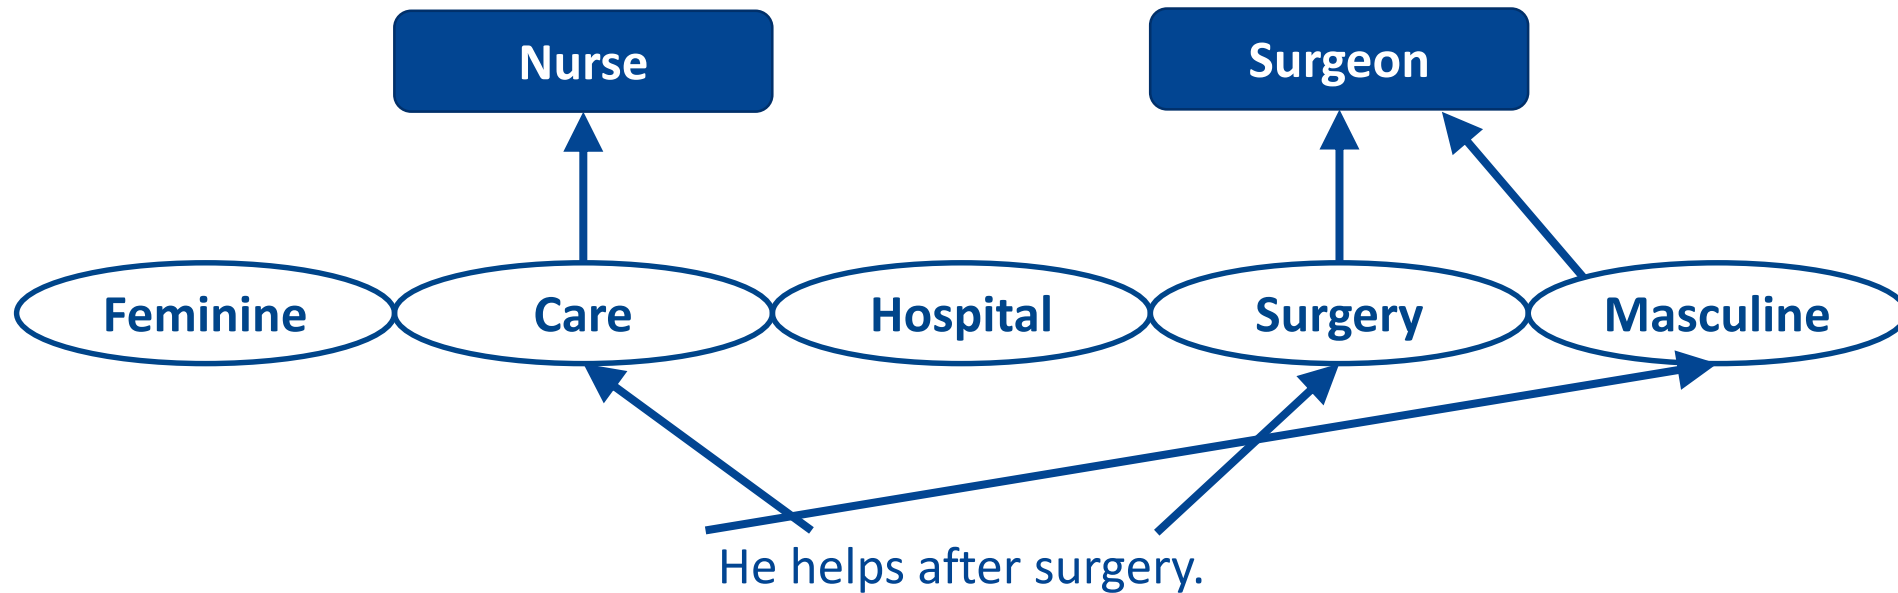 Nurse
Surgeon
Feminine
Care
Hospital
Surgery
Masculine
He helps after surgery.